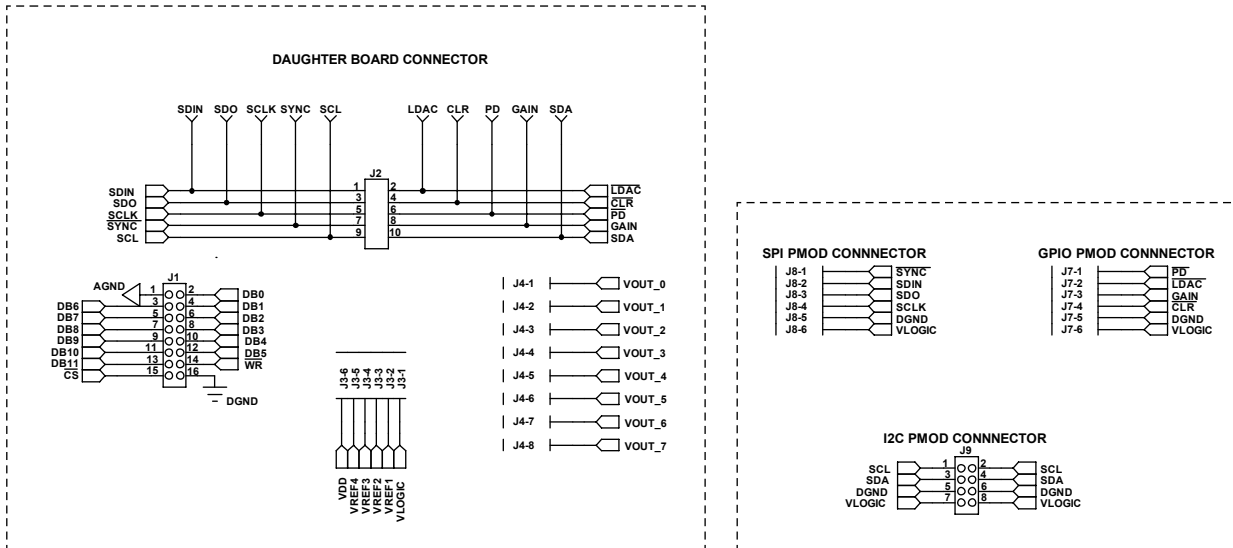 DAUGHTER BOARD CONNECTOR
SDIN SDO SCLK SYNC SCL LDAC CLR PD GAIN SDA
J2
SDIN 1 2 LDAC
SDO 3 4 CLR
SCLK 5 6 PD
SYNC 7 8 GAIN
SCL 9 10 SDA
J1
AGND 1 2 DB0
DB6 3 4 DB1
DB7 5 6 DB2
DB8 7 8 DB3
DB9 9 10 DB4
DB10 11 12 DB5
DB11 13 14 WR
CS 15 16
DGND
J3-6 J3-5 J3-4 J3-3 J3-2 J3-1
VDD VREF4 VREF3 VREF2 VREF1 VLOGIC
J4-1 VOUT_0
J4-2 VOUT_1
J4-3 VOUT_2
J4-4 VOUT_3
J4-5 VOUT_4
J4-6 VOUT_5
J4-7 VOUT_6
J4-8 VOUT_7
SPI PMOD CONNNECTOR
J8-1 SYNC
J8-2 SDIN
J8-3 SDO
J8-4 SCLK
J8-5 DGND
J8-6 VLOGIC
GPIO PMOD CONNNECTOR
J7-1 PD
J7-2 LDAC
J7-3 GAIN
J7-4 CLR
J7-5 DGND
J7-6 VLOGIC
I2C PMOD CONNNECTOR
J9
SCL 1 2 SCL
SDA 3 4 SDA
DGND 5 6 DGND
VLOGIC 7 8 VLOGIC